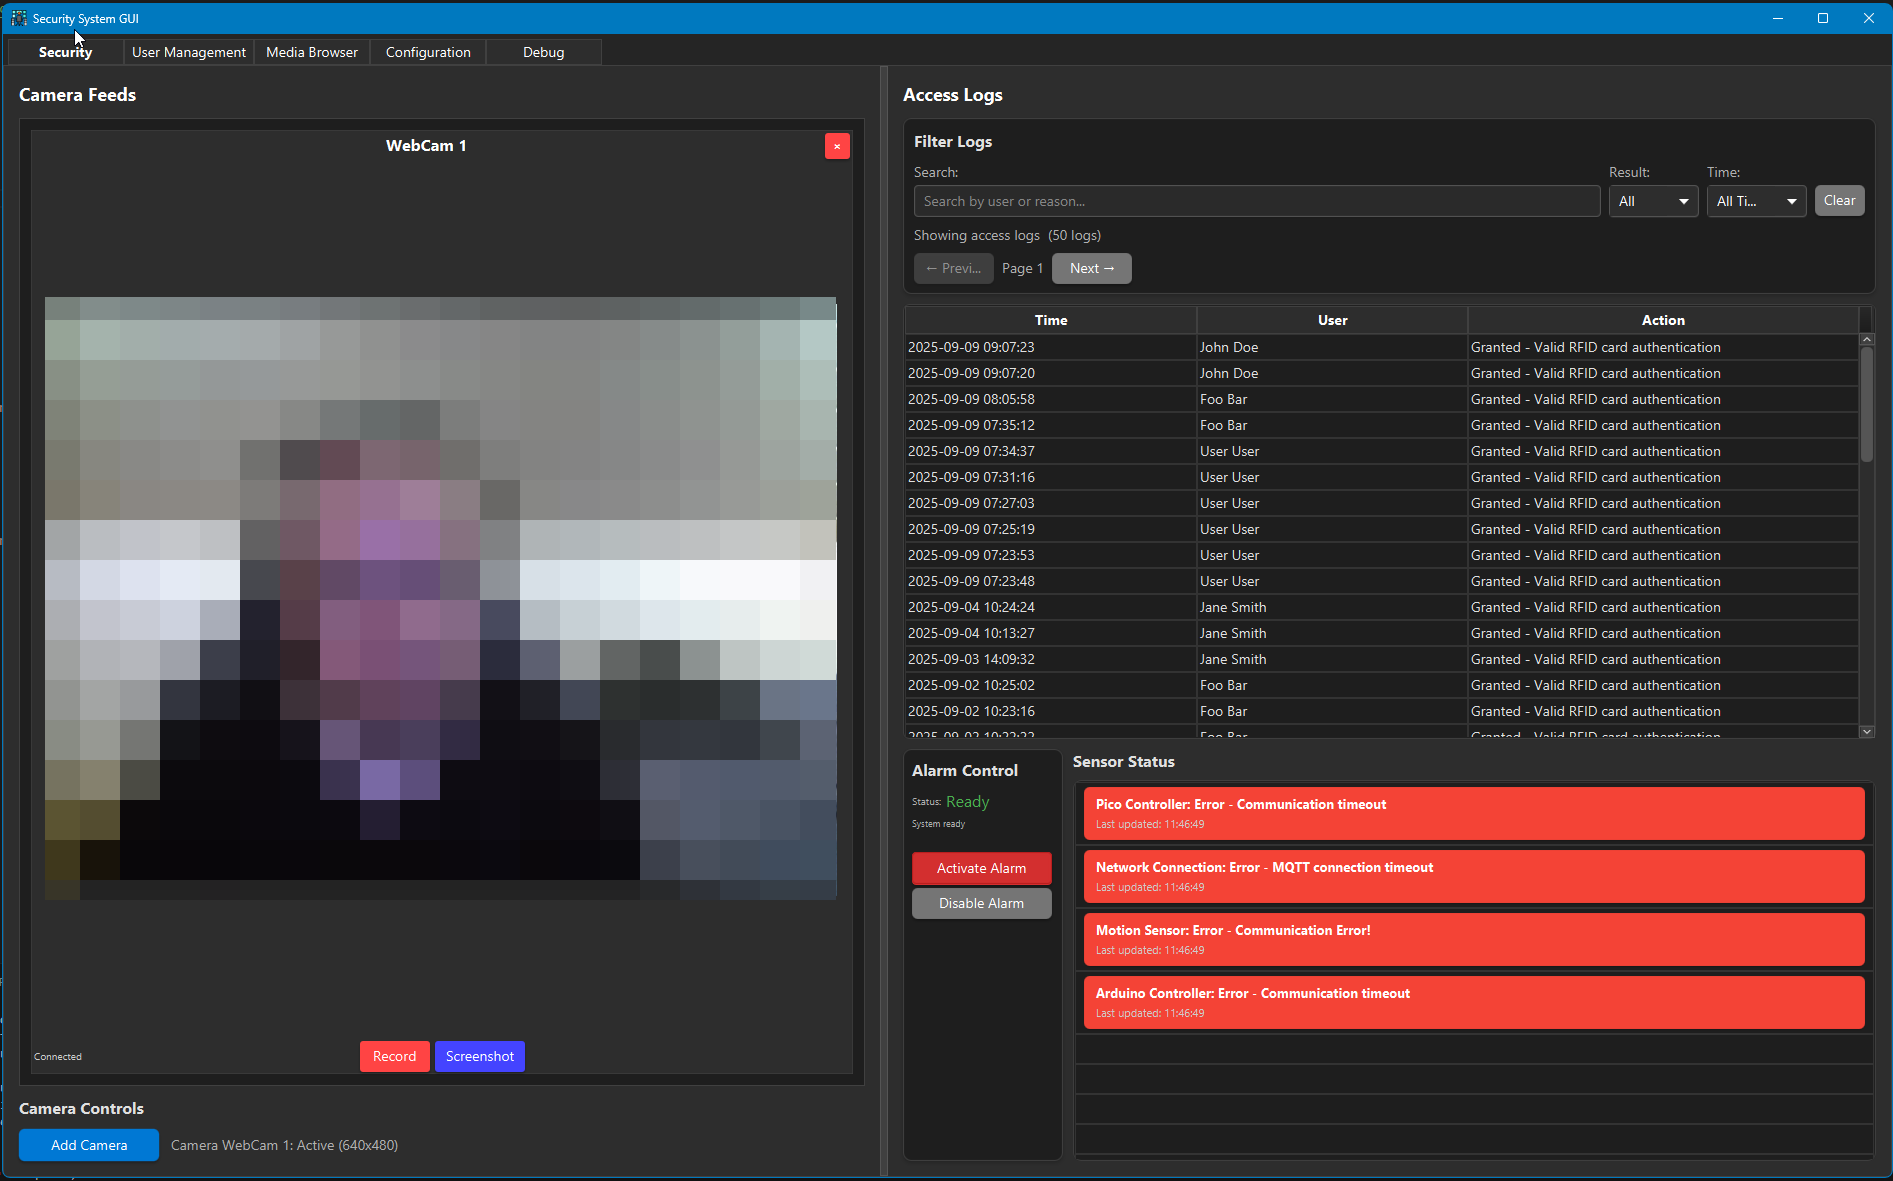 Security System GUI
Security
User Management
Media Browser
Configuration
Debug
Camera Feeds
WebCam 1
×
Connected
Record
Screenshot
Camera Controls
Add Camera
Camera WebCam 1: Active (640x480)
Access Logs
Filter Logs
Search:
Result:
Time:
Search by user or reason...
All
All Ti...
Clear
Showing access logs (50 logs)
← Previ...
Page 1
Next →
Time User Action
2025-09-09 09:07:23 John Doe Granted - Valid RFID card authentication
2025-09-09 09:07:20 John Doe Granted - Valid RFID card authentication
2025-09-09 08:05:58 Foo Bar Granted - Valid RFID card authentication
2025-09-09 07:35:12 Foo Bar Granted - Valid RFID card authentication
2025-09-09 07:34:37 User User Granted - Valid RFID card authentication
2025-09-09 07:31:16 User User Granted - Valid RFID card authentication
2025-09-09 07:27:03 User User Granted - Valid RFID card authentication
2025-09-09 07:25:19 User User Granted - Valid RFID card authentication
2025-09-09 07:23:53 User User Granted - Valid RFID card authentication
2025-09-09 07:23:48 User User Granted - Valid RFID card authentication
2025-09-04 10:24:24 Jane Smith Granted - Valid RFID card authentication
2025-09-04 10:13:27 Jane Smith Granted - Valid RFID card authentication
2025-09-03 14:09:32 Jane Smith Granted - Valid RFID card authentication
2025-09-02 10:25:02 Foo Bar Granted - Valid RFID card authentication
2025-09-02 10:23:16 Foo Bar Granted - Valid RFID card authentication
Foo Bar Granted - Valid RFID card authentication
Alarm Control
Status: Ready
System ready
Activate Alarm
Disable Alarm
Sensor Status
Pico Controller: Error - Communication timeout
Last updated: 11:46:49
Network Connection: Error - MQTT connection timeout
Last updated: 11:46:49
Motion Sensor: Error - Communication Error!
Last updated: 11:46:49
Arduino Controller: Error - Communication timeout
Last updated: 11:46:49